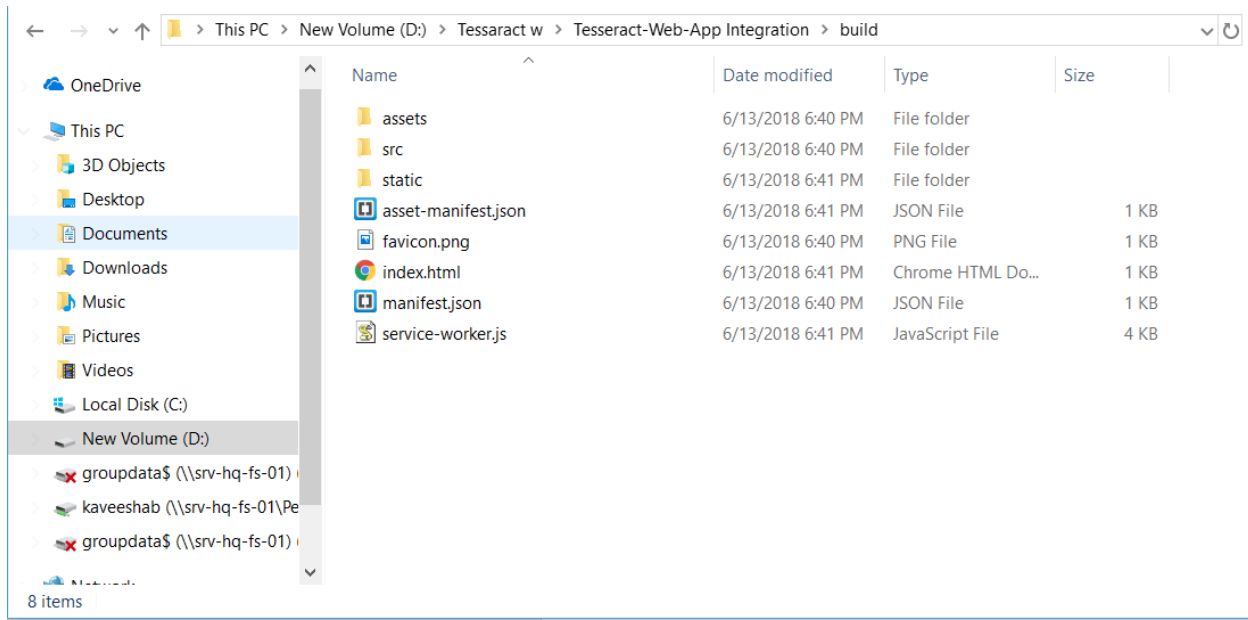 This PC > New Volume (D:) > Tessaract w > Tesseract-Web-App Integration > build
Name Date modified Type Size
OneDrive
This PC
3D Objects
Desktop
Documents
Downloads
Music
Pictures
Videos
Local Disk (C:)
New Volume (D:)
groupdata$ (\\srv-hq-fs-01) (
kaveeshab (\\srv-hq-fs-01\Pe
groupdata$ (\\srv-hq-fs-01) (
Network
assets 6/13/2018 6:40 PM File folder
src 6/13/2018 6:40 PM File folder
static 6/13/2018 6:41 PM File folder
asset-manifest.json 6/13/2018 6:41 PM JSON File 1 KB
favicon.png 6/13/2018 6:40 PM PNG File 1 KB
index.html 6/13/2018 6:41 PM Chrome HTML Do... 1 KB
manifest.json 6/13/2018 6:40 PM JSON File 1 KB
service-worker.js 6/13/2018 6:41 PM JavaScript File 4 KB
8 items